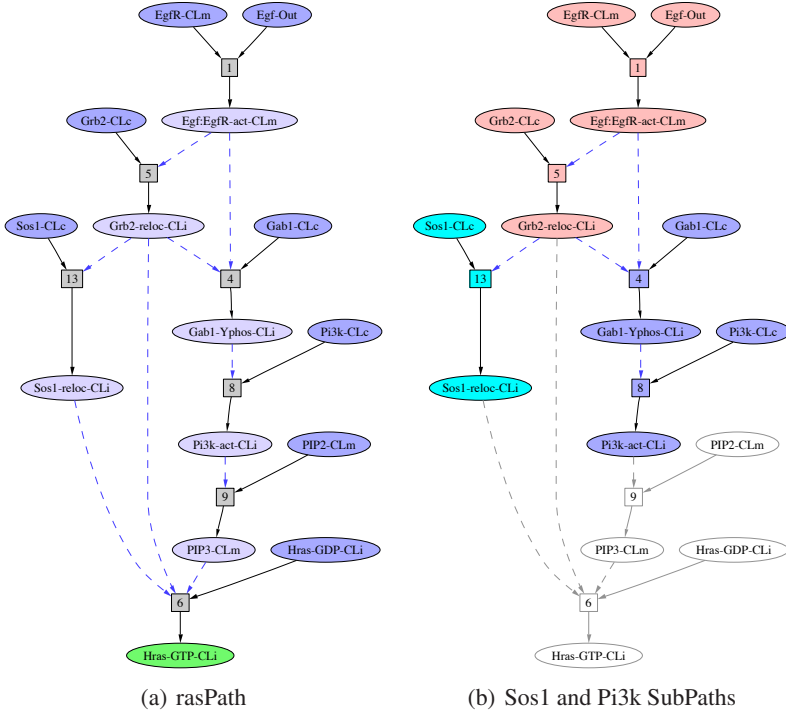 EgfR-CLm Egf-Out EgfR-CLm Egf-Out
1 1
Grb2-CLc Egf:EgfR-act-CLm Grb2-CLc Egf:EgfR-act-CLm
5 5
Sos1-CLc Grb2-reloc-CLi Gab1-CLc Sos1-CLc Grb2-reloc-CLi Gab1-CLc
13 4 13 4
Gab1-Yphos-CLi Pi3k-CLc Gab1-Yphos-CLi Pi3k-CLc
Sos1-reloc-CLi 8 Sos1-reloc-CLi 8
Pi3k-act-CLi PIP2-CLm Pi3k-act-CLi PIP2-CLm
9 9
PIP3-CLm Hras-GDP-CLi PIP3-CLm Hras-GDP-CLi
6 6
Hras-GTP-CLi Hras-GTP-CLi
(a) rasPath (b) Sos1 and Pi3k SubPaths